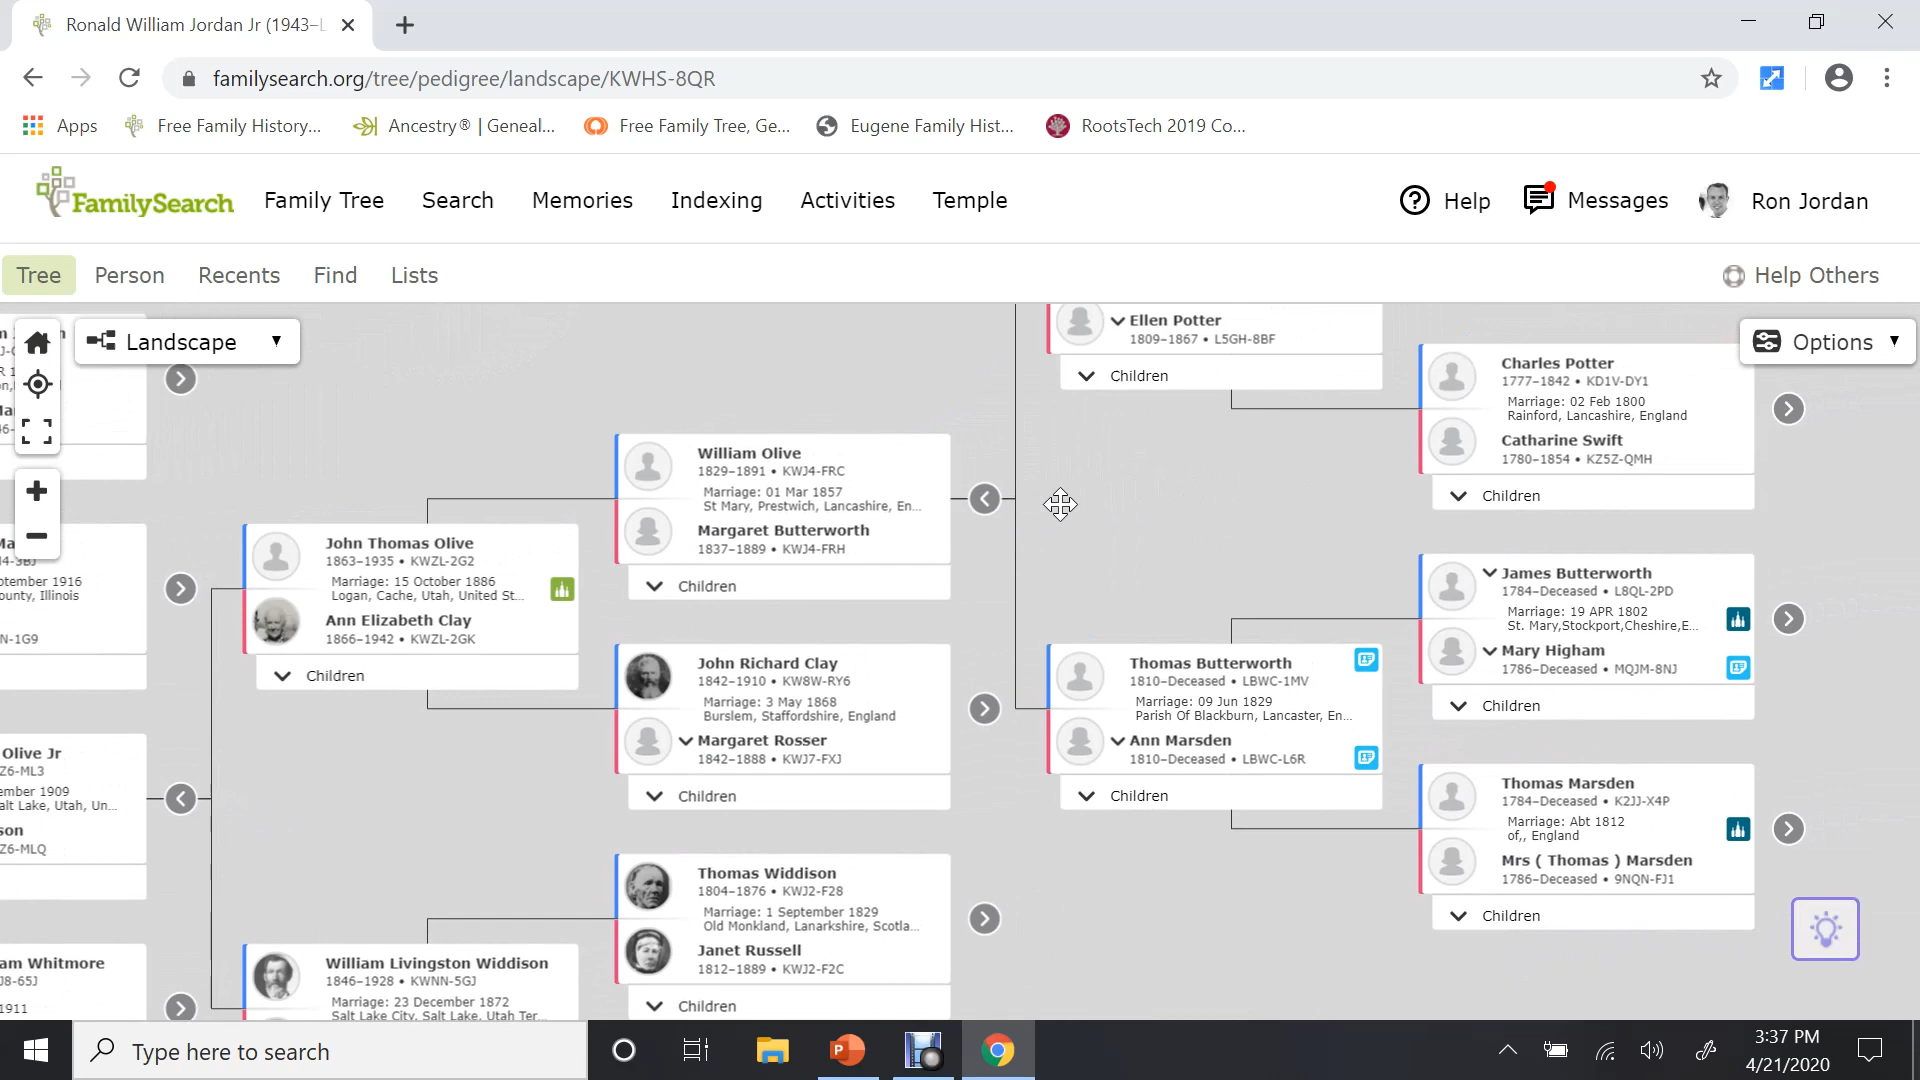 Ronald William Jordan Jr (1943–L
familysearch.org/tree/pedigree/landscape/KWHS-8QR
Apps
Free Family History...
Ancestry® | Geneal...
Free Family Tree, Ge...
Eugene Family Hist...
RootsTech 2019 Co...
FamilySearch
Family Tree
Search
Memories
Indexing
Activities
Temple
Help
Messages
Ron Jordan
Tree
Person
Recents
Find
Lists
Help Others
Landscape
Options
Ellen Potter
1809–1867 • L5GH-8BF
Children
Charles Potter
1777–1842 • KD1V-DY1
Marriage: 02 Feb 1800
Rainford, Lancashire, England
Catharine Swift
1780–1854 • KZ5Z-QMH
Children
William Olive
1829–1891 • KWJ4-FRC
Marriage: 01 Mar 1857
St Mary, Prestwich, Lancashire, En...
Margaret Butterworth
1837–1889 • KWJ4-FRH
Children
John Thomas Olive
1863–1935 • KWZL-2G2
Marriage: 15 October 1886
Logan, Cache, Utah, United St...
Ann Elizabeth Clay
1866–1942 • KWZL-2GK
Children
ptember 1916
ounty, Illinois
N-1G9
James Butterworth
1784–Deceased • L8QL-2PD
Marriage: 19 APR 1802
St. Mary,Stockport,Cheshire,E...
Mary Higham
1786–Deceased • MQJM-8NJ
Children
John Richard Clay
1842–1910 • KW8W-RY6
Marriage: 3 May 1868
Burslem, Staffordshire, England
Margaret Rosser
1842–1888 • KWJ7-FXJ
Children
Thomas Butterworth
1810–Deceased • LBWC-1MV
Marriage: 09 Jun 1829
Parish Of Blackburn, Lancaster, En...
Ann Marsden
1810–Deceased • LBWC-L6R
Children
Olive Jr
Z6-ML3
ember 1909
alt Lake, Utah, Un...
son
Z6-MLQ
Thomas Marsden
1784–Deceased • K2JJ-X4P
Marriage: Abt 1812
of,, England
Mrs ( Thomas ) Marsden
1786–Deceased • 9NQN-FJ1
Children
Thomas Widdison
1804–1876 • KWJ2-F28
Marriage: 1 September 1829
Old Monkland, Lanarkshire, Scotla...
Janet Russell
1812–1889 • KWJ2-F2C
Children
am Whitmore
J8-65J
1911
William Livingston Widdison
1846–1928 • KWNN-5GJ
Marriage: 23 December 1872
Salt Lake City, Salt Lake, Utah Ter...
Type here to search
3:37 PM
4/21/2020